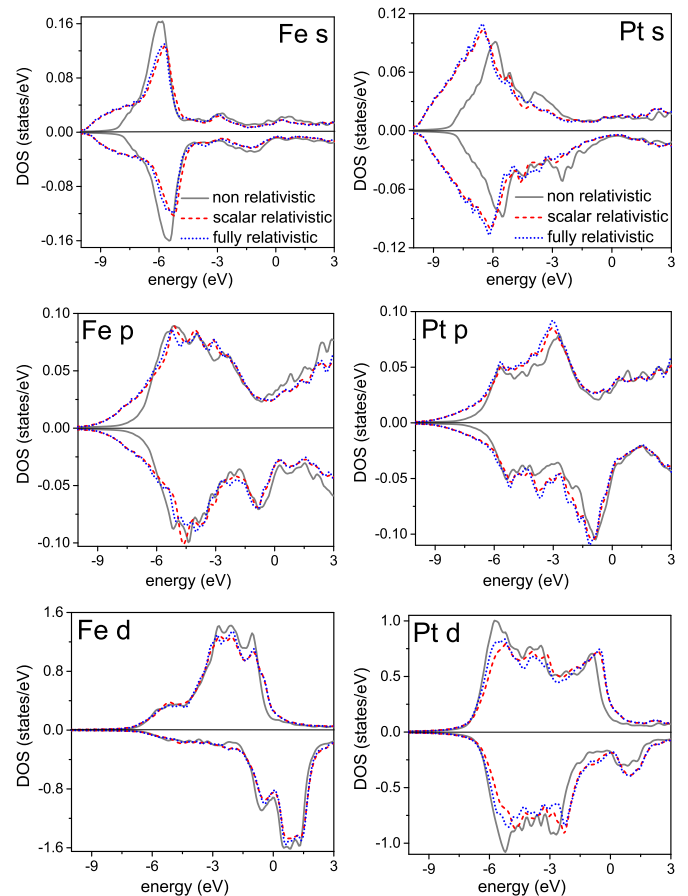 Fe s
0.16
0.08
0.00
-0.08
-0.16
DOS (states/eV)
non relativistic
scalar relativistic
fully relativistic
-9 -6 -3 0 3
energy (eV)
Pt s
0.12
0.06
0.00
-0.06
-0.12
DOS (states/eV)
non relativistic
scalar relativistic
fully relativistic
-9 -6 -3 0 3
energy (eV)
Fe p
0.10
0.05
0.00
-0.05
-0.10
DOS (states/eV)
-9 -6 -3 0 3
energy (eV)
Pt p
0.10
0.05
0.00
-0.05
-0.10
DOS (states/eV)
-9 -6 -3 0 3
energy (eV)
Fe d
1.6
0.8
0.0
-0.8
-1.6
DOS (states/eV)
-9 -6 -3 0 3
energy (eV)
Pt d
1.0
0.5
0.0
-0.5
-1.0
DOS (states/eV)
-9 -6 -3 0 3
energy (eV)